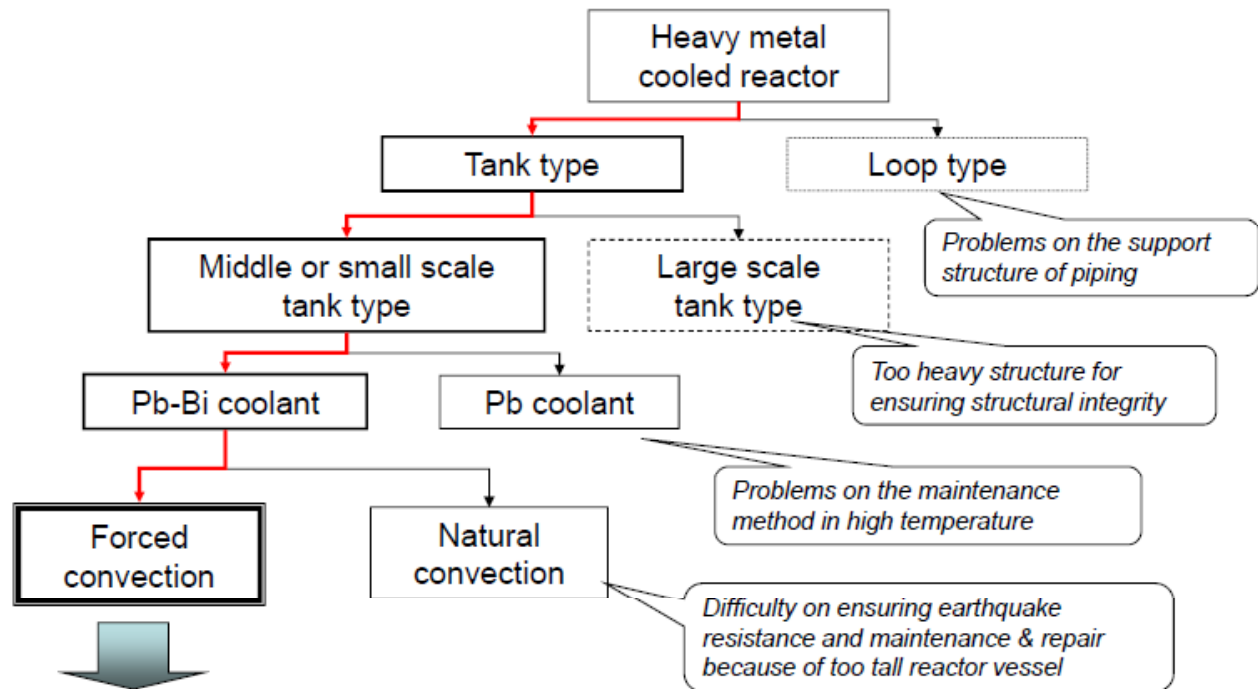 Heavy metal
cooled reactor
Tank type
Loop type
Problems on the support
structure of piping
Middle or small scale
tank type
Large scale
tank type
Too heavy structure for
ensuring structural integrity
Pb-Bi coolant
Pb coolant
Problems on the maintenance
method in high temperature
Forced
convection
Natural
convection
Difficulty on ensuring earthquake
resistance and maintenance & repair
because of too tall reactor vessel